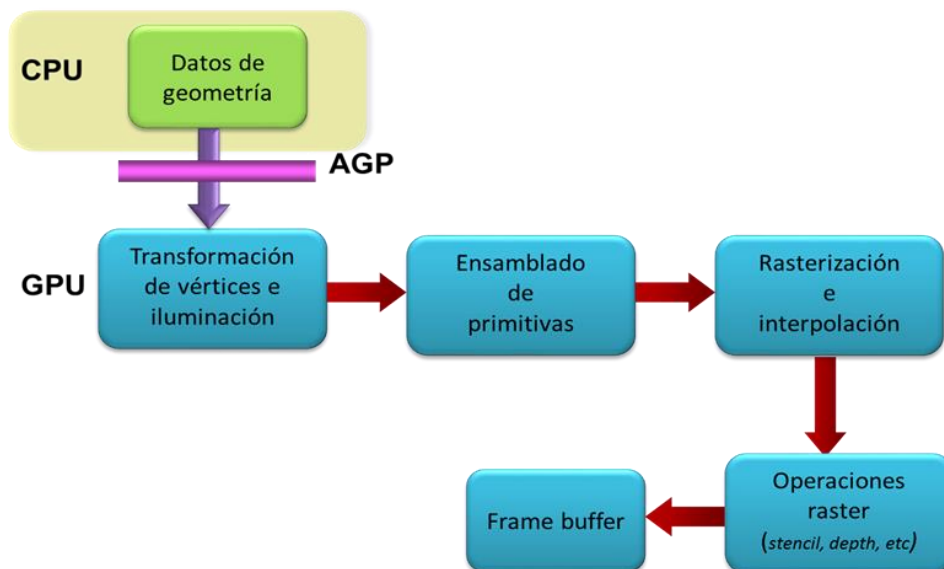 CPU
Datos de
geometría
AGP
GPU
Transformación
de vértices e
iluminación
Ensamblado
de
primitivas
Rasterización
e
interpolación
Operaciones
raster
(stencil, depth, etc)
Frame buffer